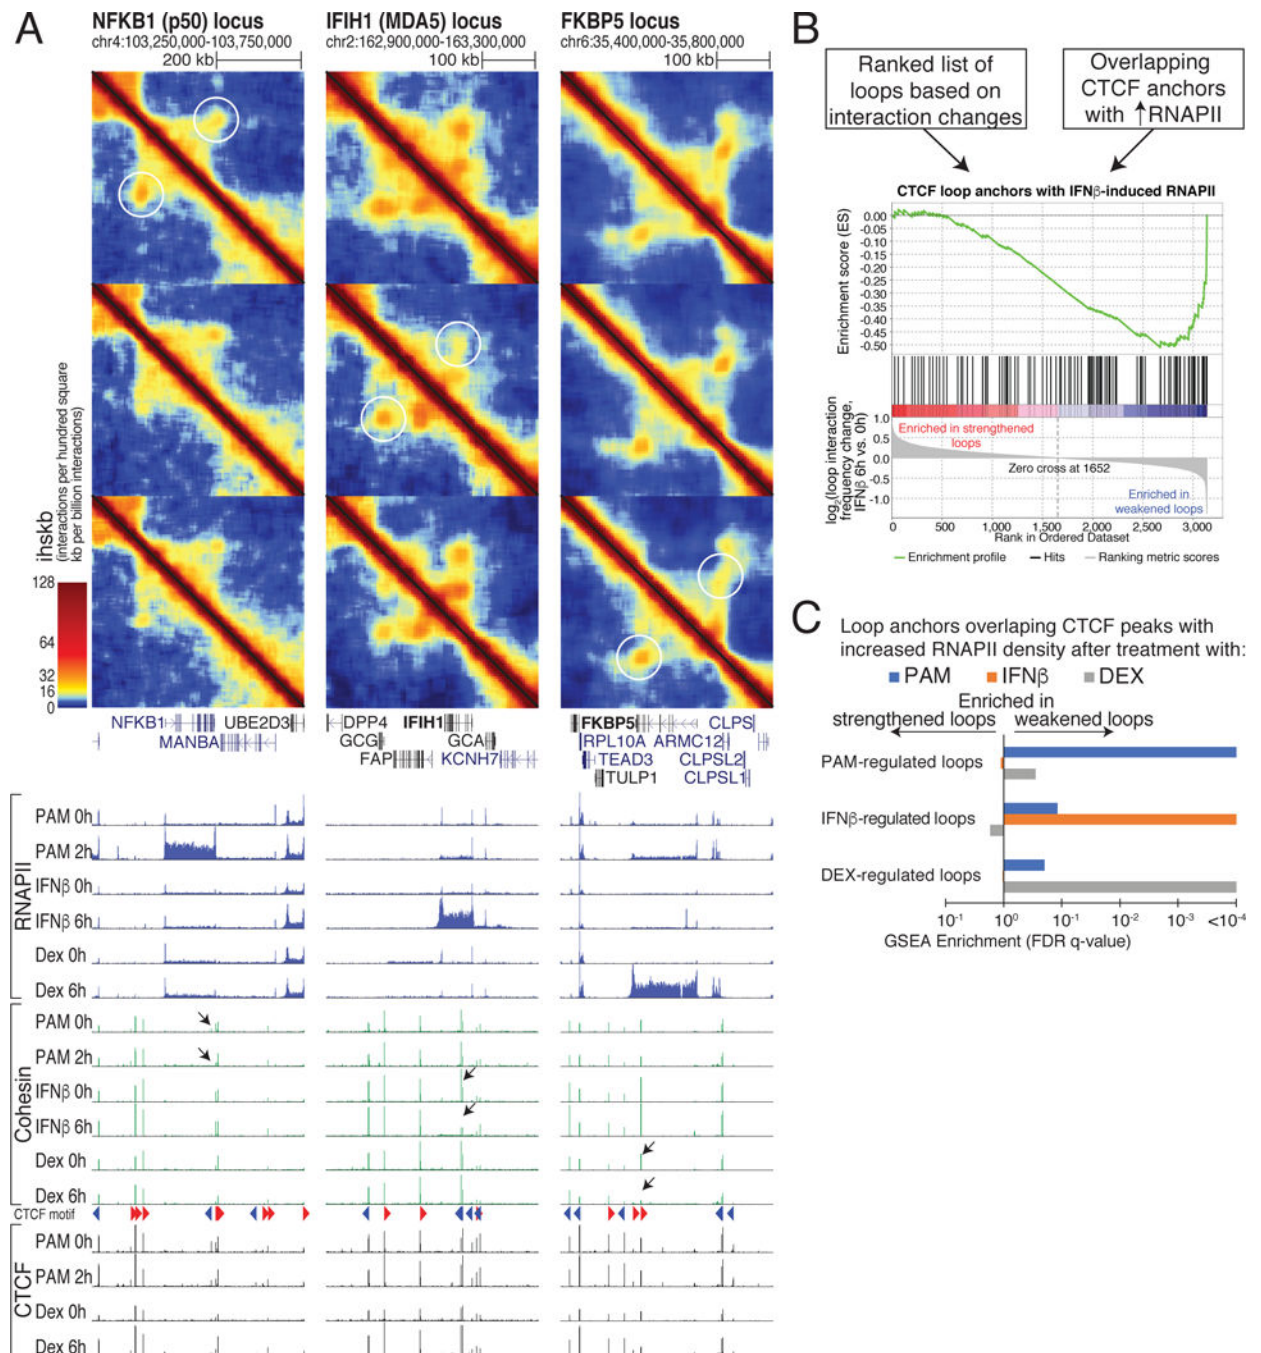 A
NFKB1 (p50) locus
chr4:103,250,000-103,750,000
200 kb
IFIH1 (MDA5) locus
chr2:162,900,000-163,300,000
100 kb
FKBP5 locus
chr6:35,400,000-35,800,000
100 kb
ihskb
(interactions per hundred square
kb per billion interactions)
128
64
32
16
0
NFKB1 UBE2D3
MANBA
DPP4 IFIH1
GCG GCA
FAP KCNH7
FKBP5 CLPS
RPL10A ARMC12
TEAD3 CLPSL2
TULP1 CLPSL1
RNAPII
PAM 0h
PAM 2h
IFNβ 0h
IFNβ 6h
Dex 0h
Dex 6h
Cohesin
PAM 0h
PAM 2h
IFNβ 0h
IFNβ 6h
Dex 0h
Dex 6h
CTCF motif
CTCF
PAM 0h
PAM 2h
Dex 0h
Dex 6h
B
Ranked list of
loops based on
interaction changes
Overlapping
CTCF anchors
with ↑RNAPII
CTCF loop anchors with IFNβ-induced RNAPII
Enrichment score (ES)
0.00
-0.05
-0.10
-0.15
-0.20
-0.25
-0.30
-0.35
-0.40
-0.45
-0.50
log2(loop interaction
frequency change,
IFNβ 6h vs. 0h)
1.0
0.5
0.0
-0.5
-1.0
Enriched in strengthened
loops
Zero cross at 1652
Enriched in
weakened loops
0 500 1,000 1,500 2,000 2,500 3,000
Rank in Ordered Dataset
Enrichment profile Hits Ranking metric scores
C
Loop anchors overlaping CTCF peaks with
increased RNAPII density after treatment with:
PAM IFNβ DEX
Enriched in
strengthened loops weakened loops
PAM-regulated loops
IFNβ-regulated loops
DEX-regulated loops
10-1 100 10-1 10-2 10-3 <10-4
GSEA Enrichment (FDR q-value)